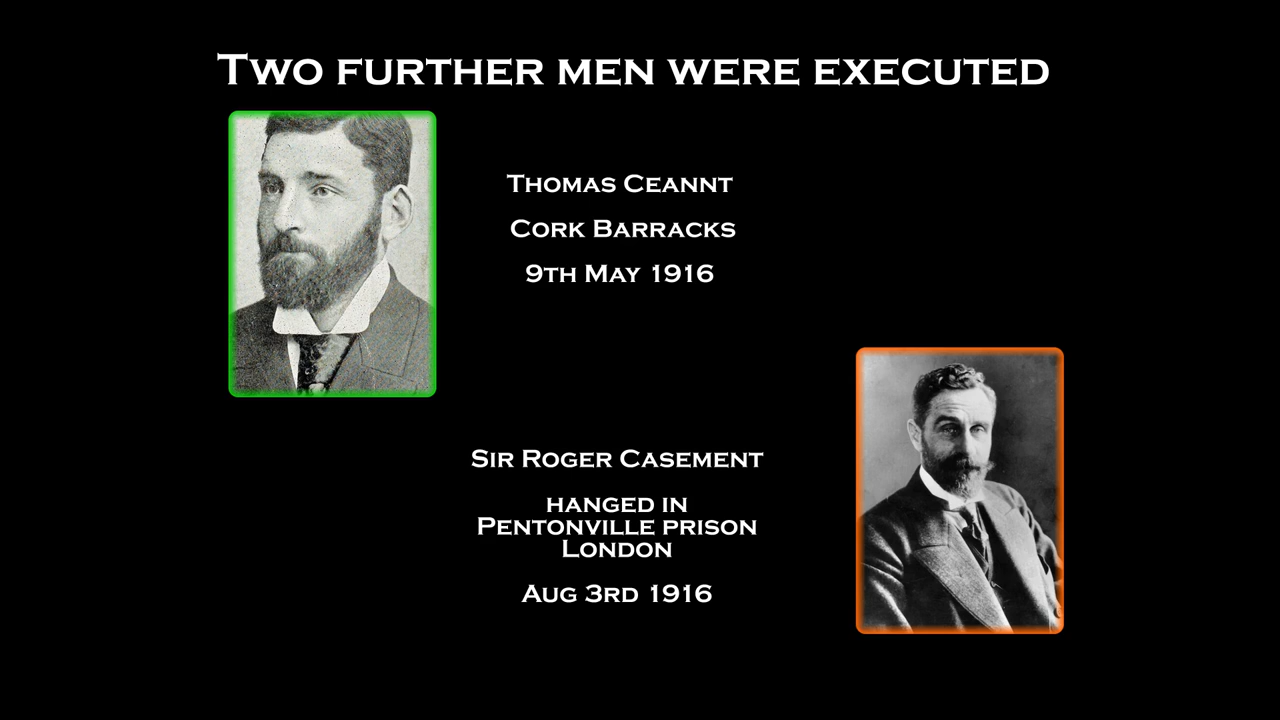 Two further men were executed
Thomas Ceannt
Cork Barracks
9th May 1916
Sir Roger Casement
hanged in
Pentonville prison
London
Aug 3rd 1916